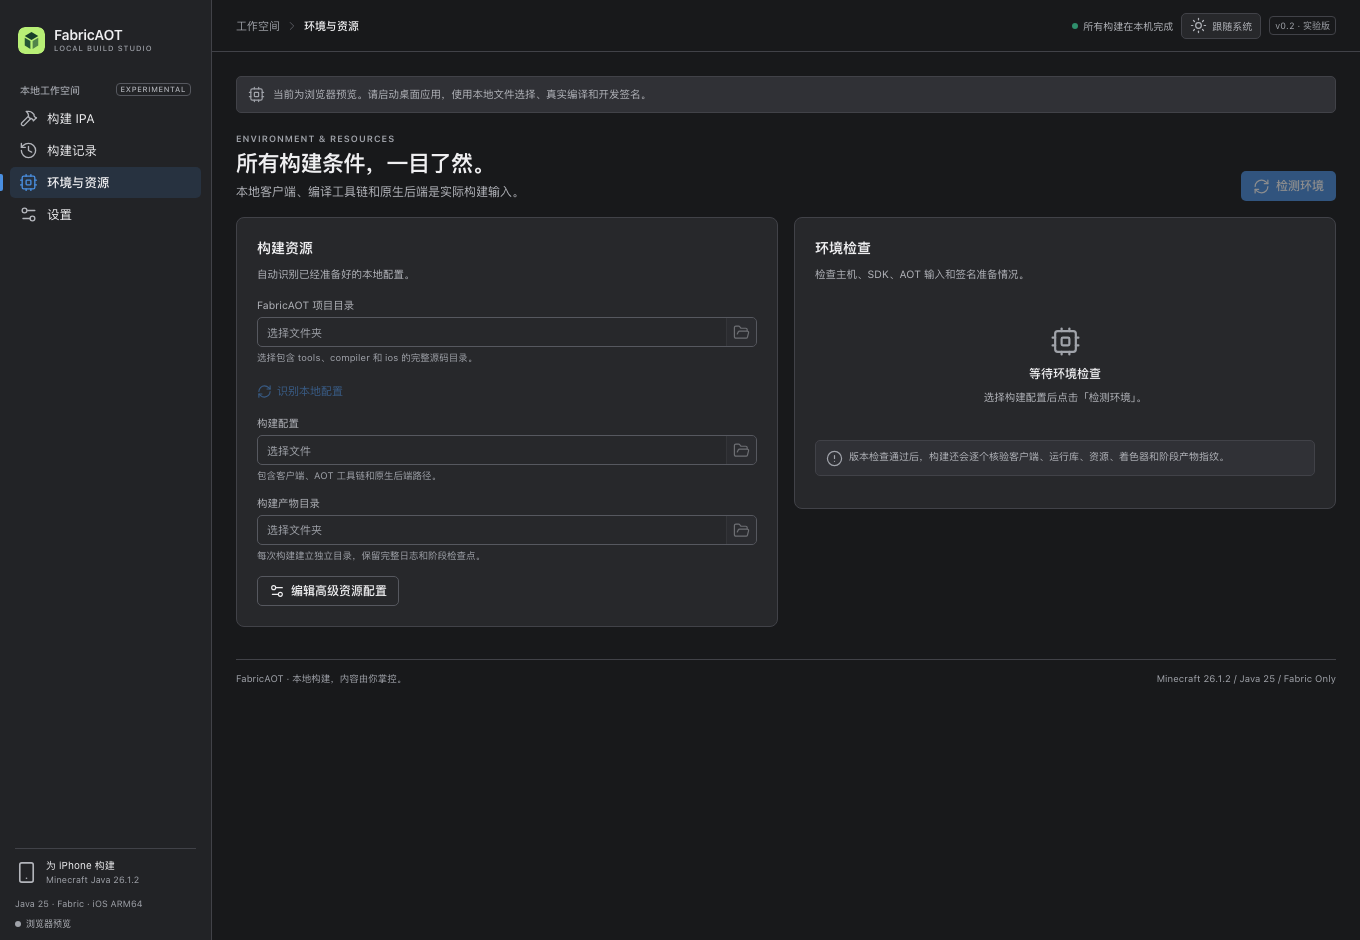 FabricAOT
LOCAL BUILD STUDIO
本地工作空间
EXPERIMENTAL
构建 IPA
构建记录
环境与资源
设置
为 iPhone 构建
Minecraft Java 26.1.2
Java 25 · Fabric · iOS ARM64
浏览器预览
工作空间
环境与资源
所有构建在本机完成
跟随系统
v0.2 · 实验版
当前为浏览器预览。请启动桌面应用，使用本地文件选择、真实编译和开发签名。
ENVIRONMENT & RESOURCES
所有构建条件，一目了然。
本地客户端、编译工具链和原生后端是实际构建输入。
检测环境
构建资源
自动识别已经准备好的本地配置。
FabricAOT 项目目录
选择文件夹
选择包含 tools、compiler 和 ios 的完整源码目录。
识别本地配置
构建配置
选择文件
包含客户端、AOT 工具链和原生后端路径。
构建产物目录
选择文件夹
每次构建建立独立目录，保留完整日志和阶段检查点。
编辑高级资源配置
环境检查
检查主机、SDK、AOT 输入和签名准备情况。
等待环境检查
选择构建配置后点击「检测环境」。
版本检查通过后，构建还会逐个核验客户端、运行库、资源、着色器和阶段产物指纹。
FabricAOT · 本地构建，内容由你掌控。
Minecraft 26.1.2 / Java 25 / Fabric Only